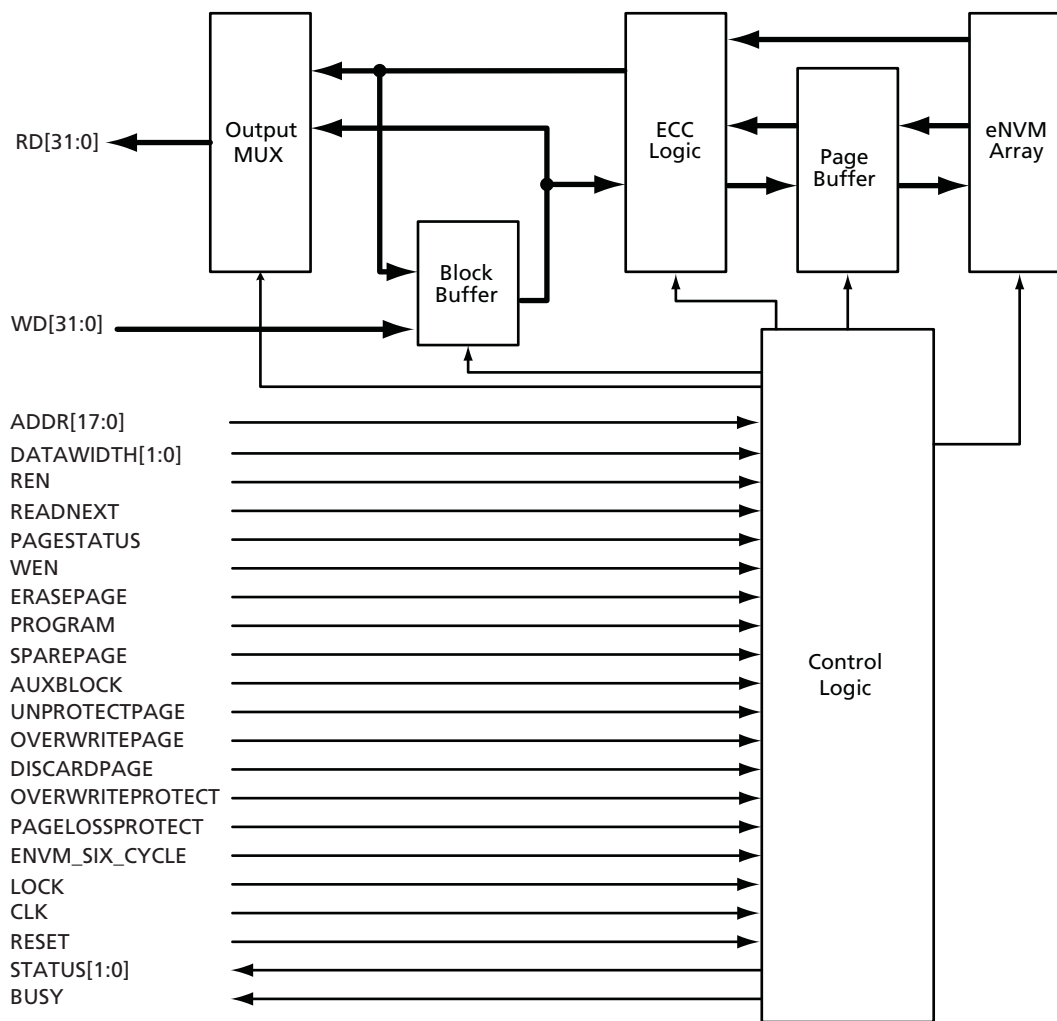 RD[31:0]
Output
MUX
ECC
Logic
Page
Buffer
eNVM
Array
Block
Buffer
WD[31:0]
ADDR[17:0]
DATAWIDTH[1:0]
REN
READNEXT
PAGESTATUS
WEN
ERASEPAGE
PROGRAM
SPAREPAGE
AUXBLOCK
UNPROTECTPAGE
OVERWRITEPAGE
DISCARDPAGE
OVERWRITEPROTECT
PAGELOSSPROTECT
ENVM_SIX_CYCLE
LOCK
CLK
RESET
STATUS[1:0]
BUSY
Control
Logic